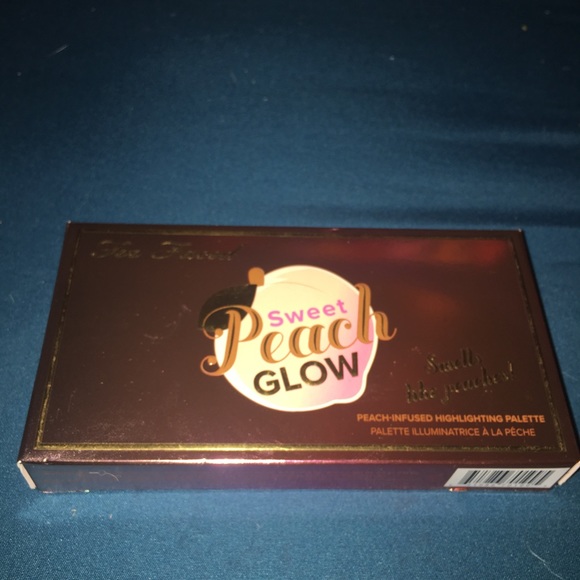 Too Faced
Sweet
Peach
GLOW
Smells
like peaches!
PEACH-INFUSED HIGHLIGHTING PALETTE
PALETTE ILLUMINATRICE À LA PÊCHE